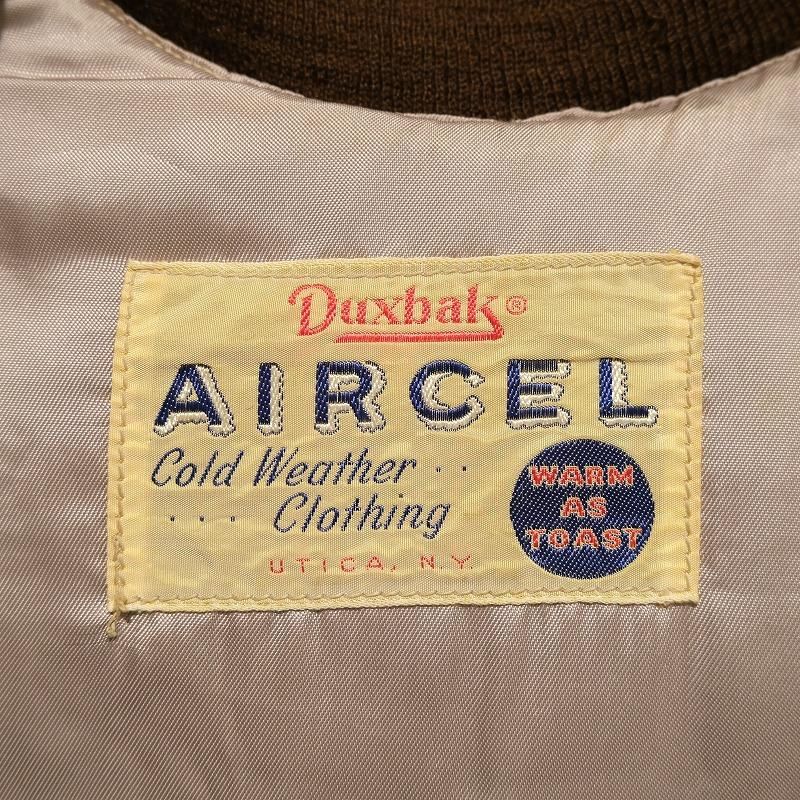 Duxbak®
AIRCEL
Cold Weather . .
. . . Clothing
UTICA, N.Y.
WARM
AS
TOAST